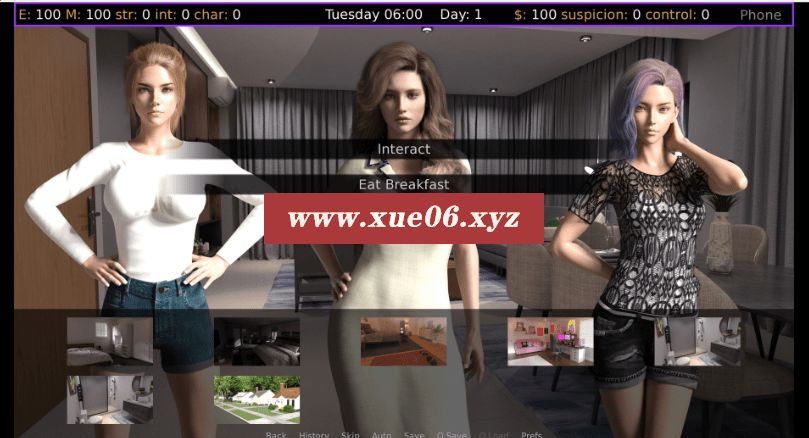 E: 100 M: 100 str: 0 int: 0 char: 0 Tuesday 06:00 Day: 1 $: 100 suspicion: 0 control: 0 Phone
Interact
Eat Breakfast
www.xue06.xyz
Back History Skip Auto Save Q.Save Q.Load Prefs